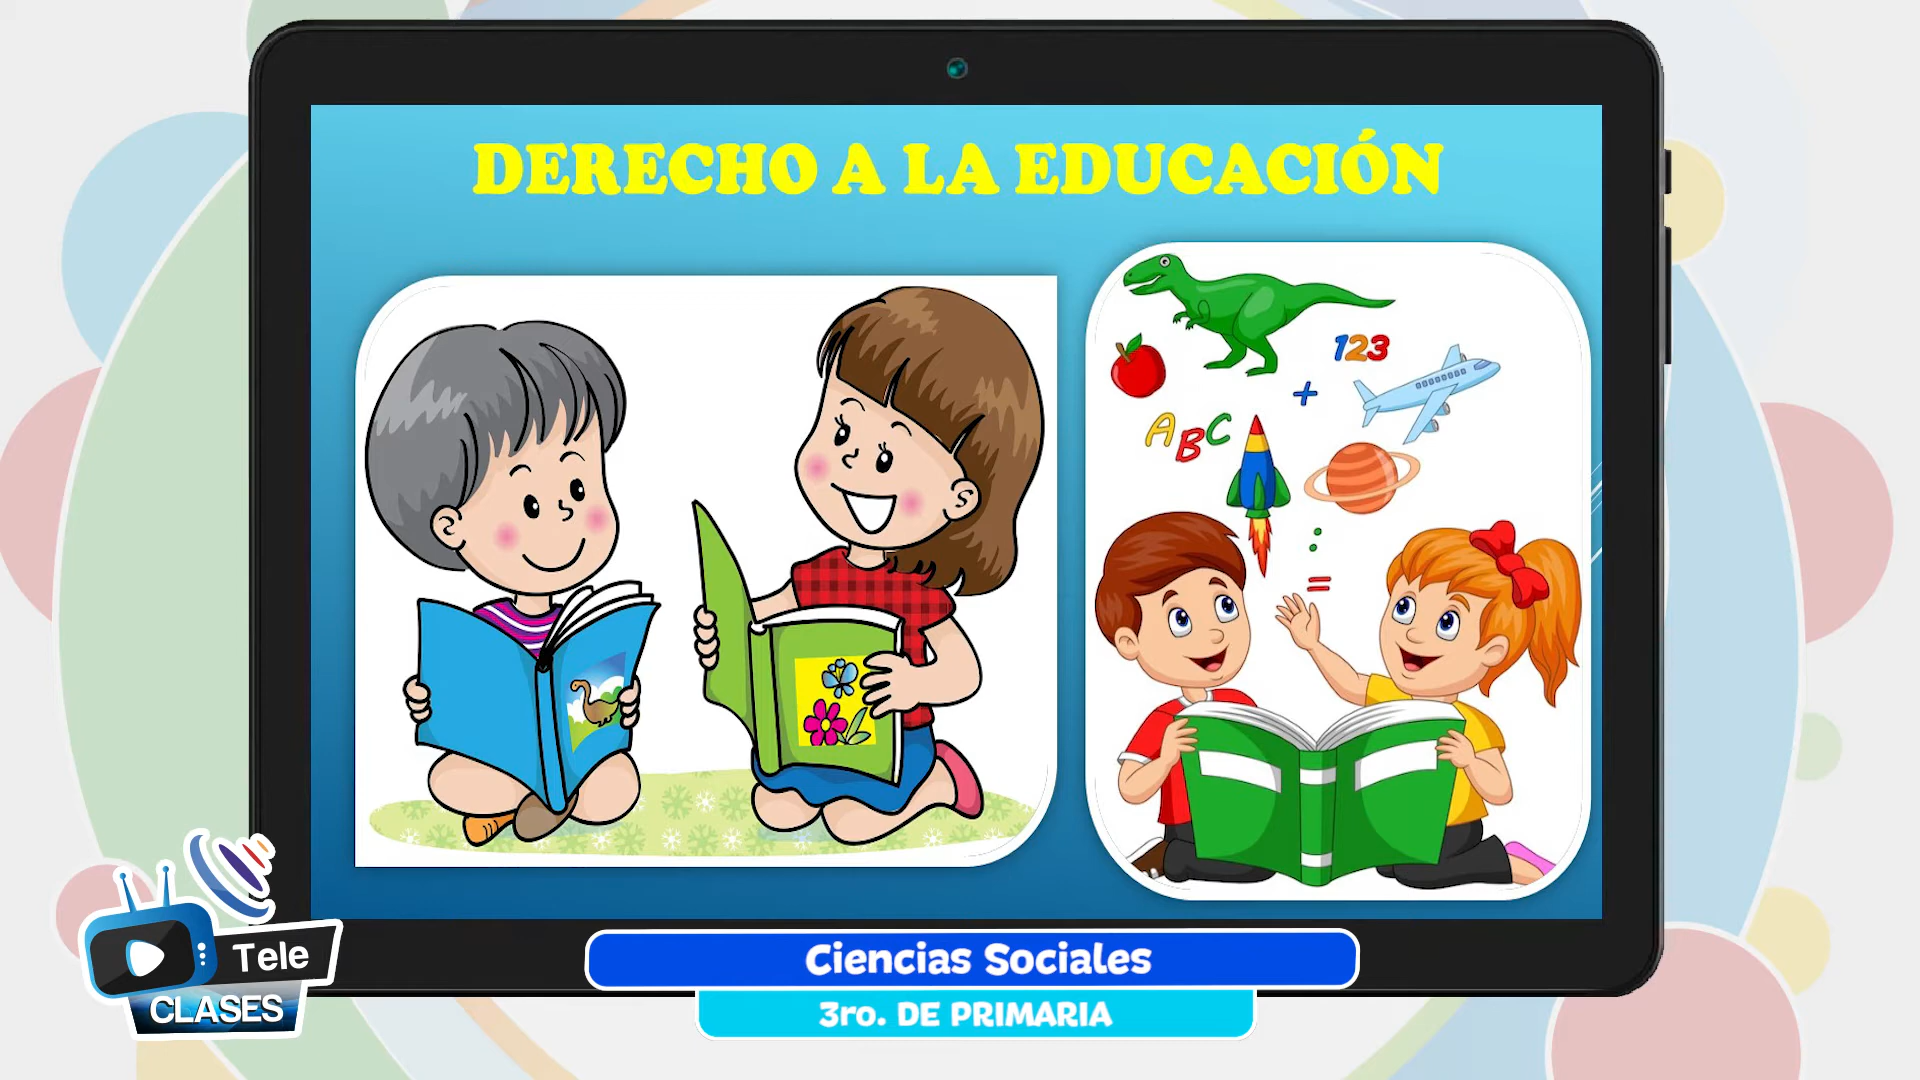 DERECHO A LA EDUCACIÓN
123
+
ABC
:
=
Tele
CLASES
Ciencias Sociales
3ro. DE PRIMARIA